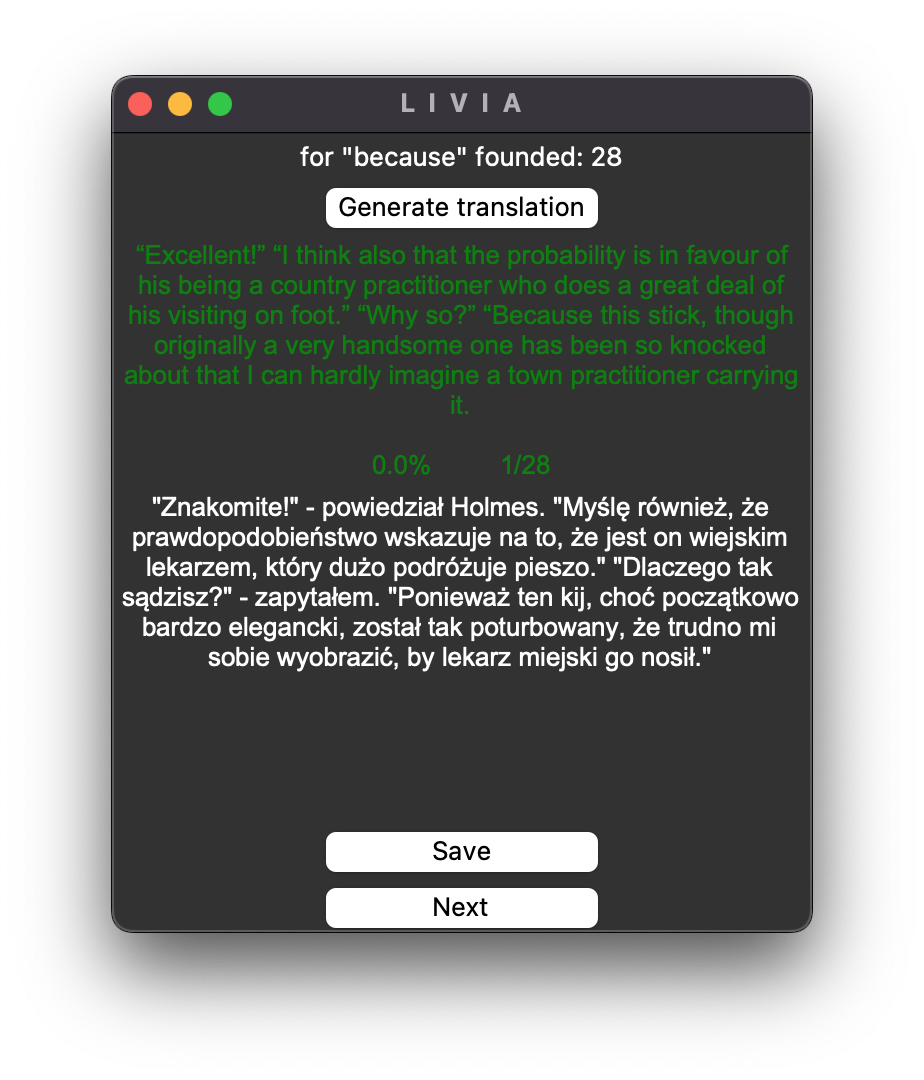 L I V I A
for "because" founded: 28
Generate translation
“Excellent!” “I think also that the probability is in favour of
his being a country practitioner who does a great deal of
his visiting on foot.” “Why so?” “Because this stick, though
originally a very handsome one has been so knocked
about that I can hardly imagine a town practitioner carrying
it.
0.0% 1/28
"Znakomite!" - powiedział Holmes. "Myślę również, że
prawdopodobieństwo wskazuje na to, że jest on wiejskim
lekarzem, który dużo podróżuje pieszo." "Dlaczego tak
sądzisz?" - zapytałem. "Ponieważ ten kij, choć początkowo
bardzo elegancki, został tak poturbowany, że trudno mi
sobie wyobrazić, by lekarz miejski go nosił."
Save
Next